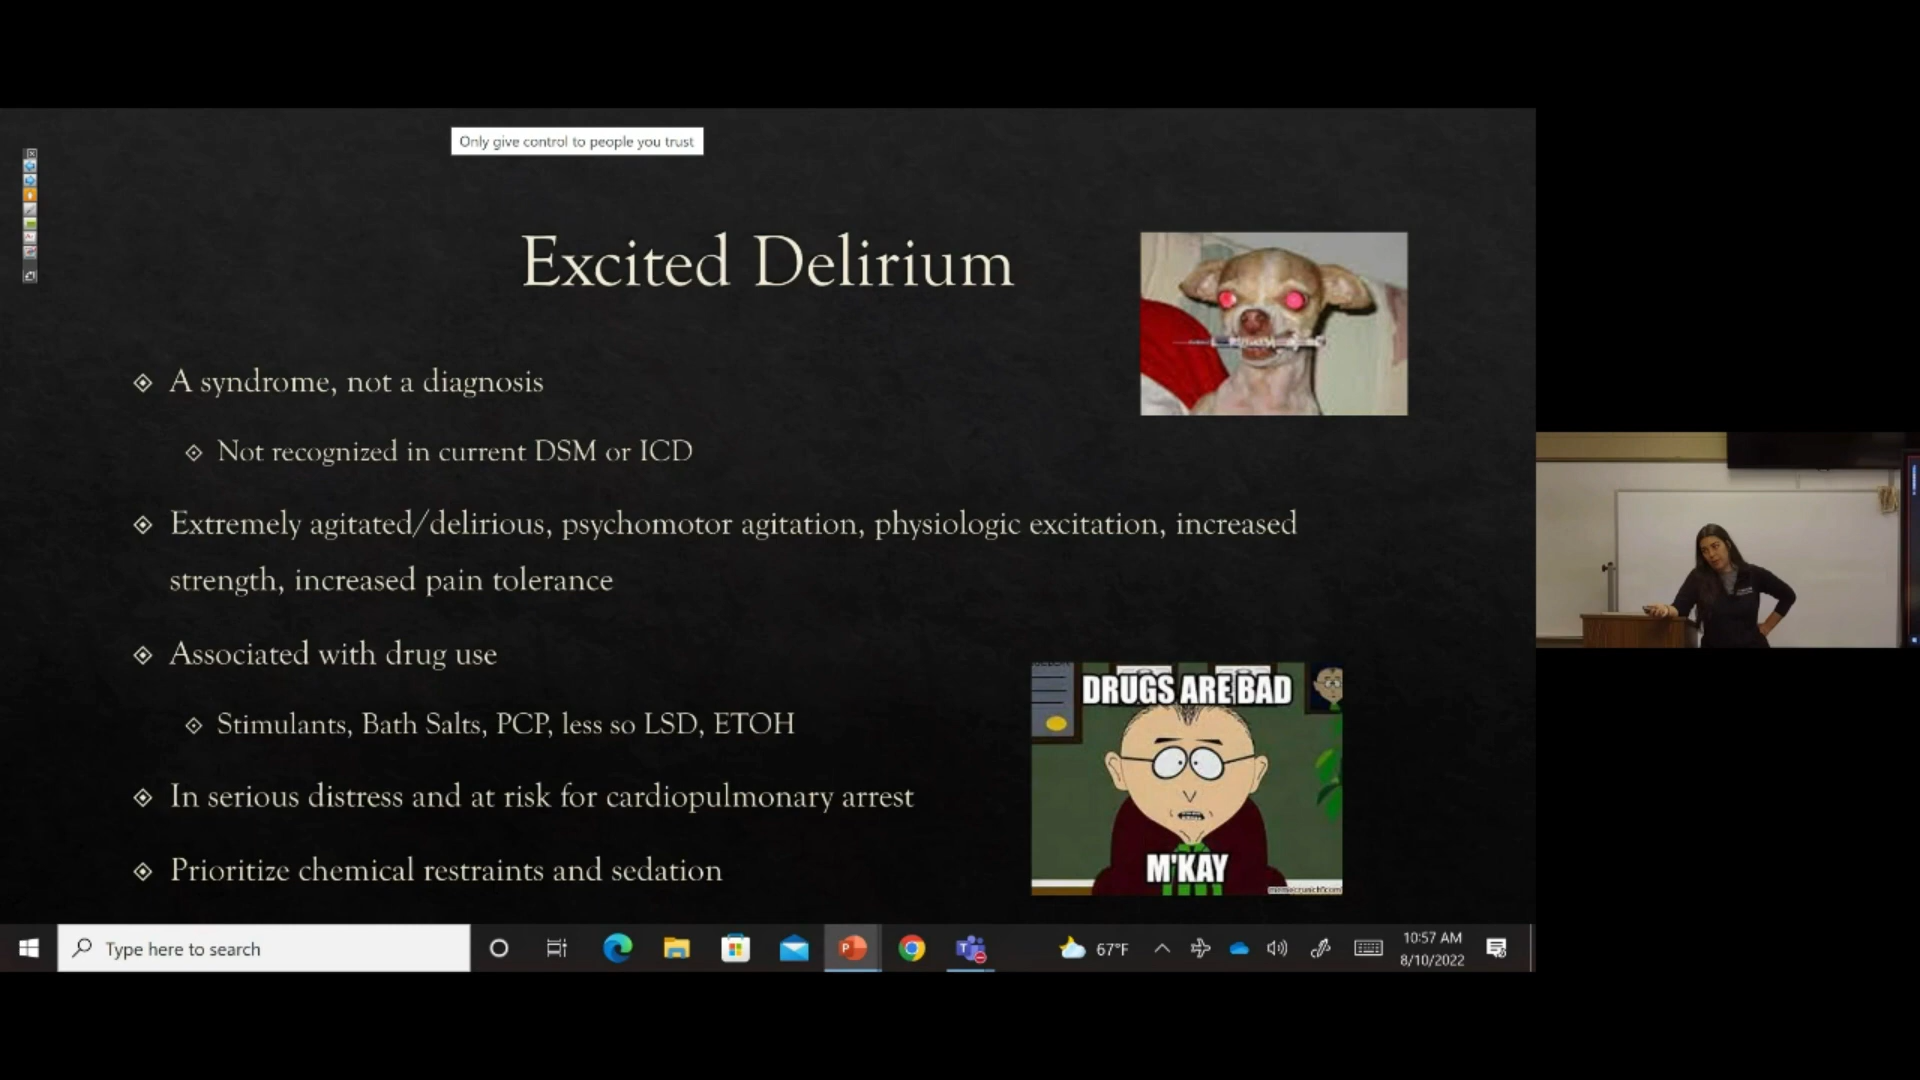 Only give control to people you trust
Excited Delirium
A syndrome, not a diagnosis
Not recognized in current DSM or ICD
Extremely agitated/delirious, psychomotor agitation, physiologic excitation, increased
strength, increased pain tolerance
Associated with drug use
Stimulants, Bath Salts, PCP, less so LSD, ETOH
In serious distress and at risk for cardiopulmonary arrest
Prioritize chemical restraints and sedation
DRUGS ARE BAD
M'KAY
Type here to search
67°F
10:57 AM
8/10/2022